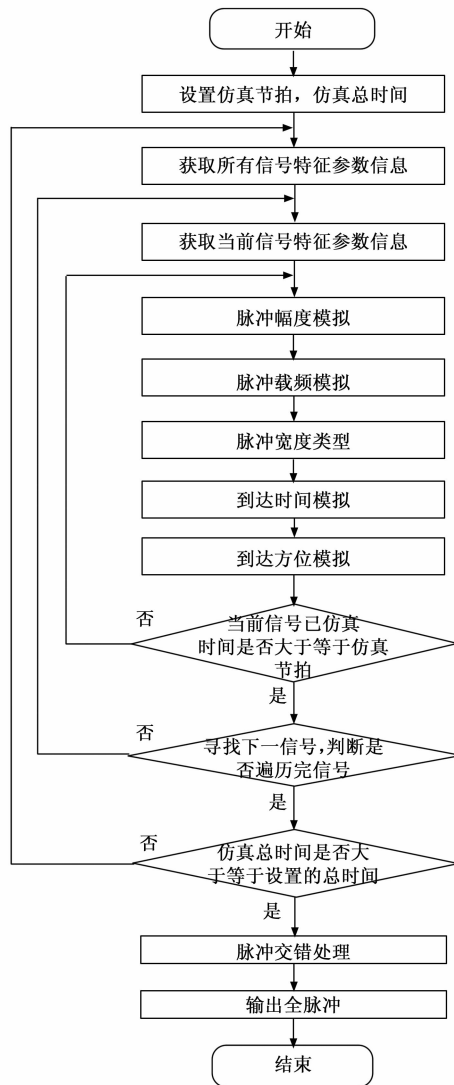 开始
设置仿真节拍，仿真总时间
获取所有信号特征参数信息
获取当前信号特征参数信息
脉冲幅度模拟
脉冲载频模拟
脉冲宽度类型
到达时间模拟
到达方位模拟
否
当前信号已仿真
时间是否大于等于仿真
节拍
是
否
寻找下一信号,判断是
否遍历完信号
是
否
仿真总时间是否大
于等于设置的总时间
是
脉冲交错处理
输出全脉冲
结束